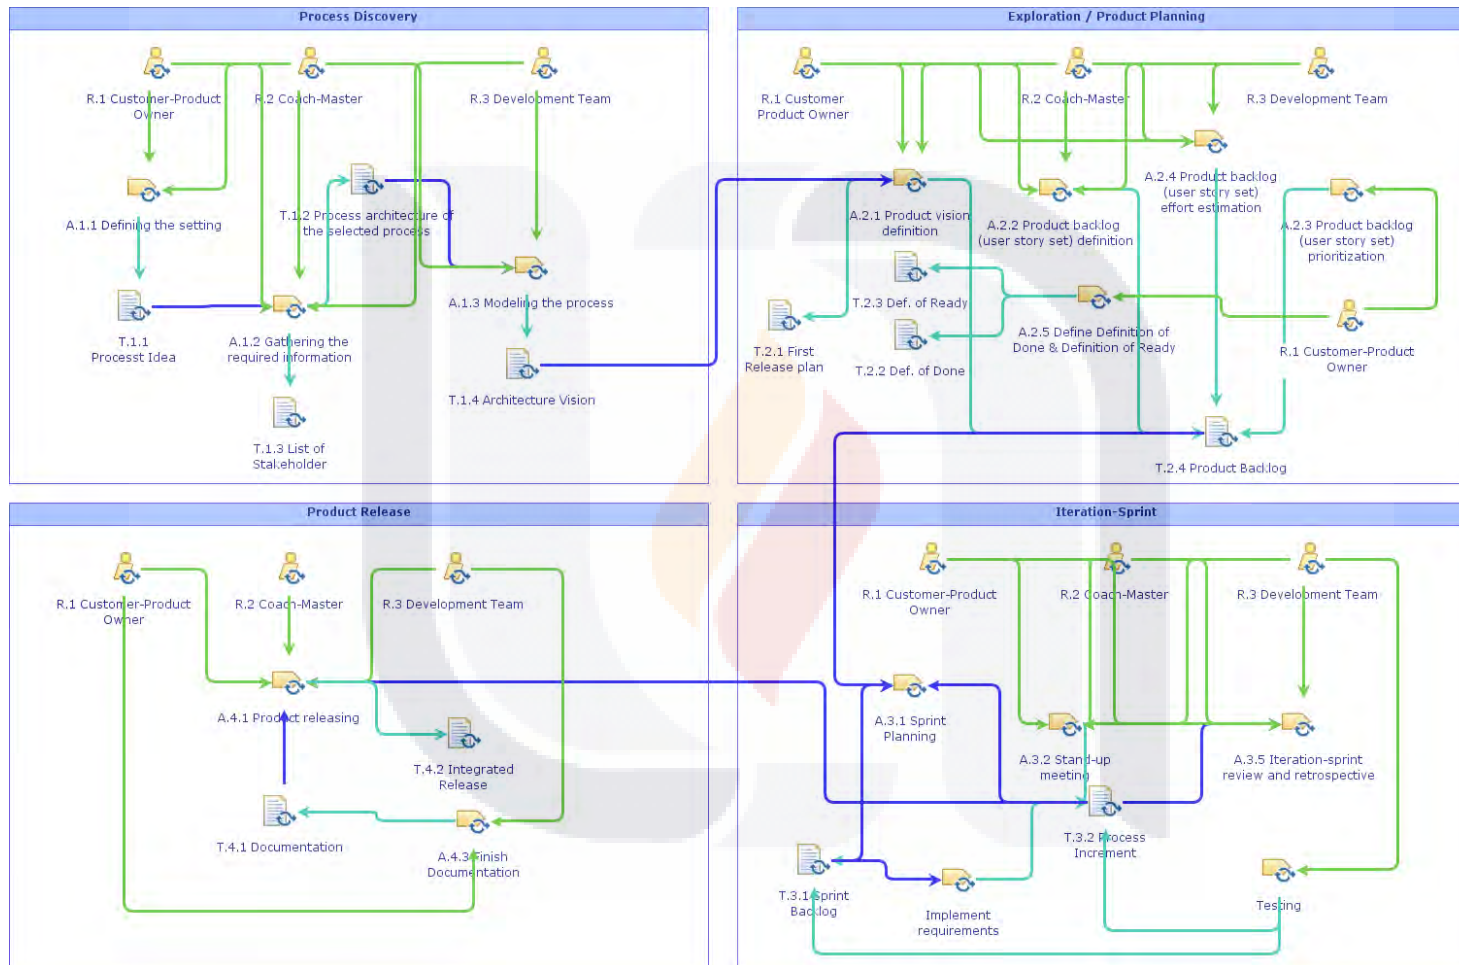 Process Discovery
R.1 Customer-Product
Owner
R.2 Coach-Master
R.3 Development Team
A.1.1 Defining the setting
T.1.2 Process architecture of
the selected process
A.1.3 Modeling the process
T.1.1
Processt Idea
A.1.2 Gathering the
required information
T.1.4 Architecture Vision
T.1.3 List of
Stakeholder
Exploration / Product Planning
R.1 Customer
Product Owner
R.2 Coach-Master
R.3 Development Team
A.2.4 Product backlog
(user story set)
effort estimation
A.2.1 Product vision
definition
A.2.2 Product backlog
(user story set) definition
A.2.3 Product backlog
(user story set)
prioritization
T.2.3 Def. of Ready
A.2.5 Define Definition of
Done & Definition of Ready
T.2.1 First
Release plan
T.2.2 Def. of Done
R.1 Customer-Product
Owner
T.2.4 Product Backlog
Product Release
R.1 Customer-Product
Owner
R.2 Coach-Master
R.3 Development Team
A.4.1 Product releasing
T.4.2 Integrated
Release
T.4.1 Documentation
A.4.3 Finish
Documentation
Iteration-Sprint
R.1 Customer-Product
Owner
R.2 Coach-Master
R.3 Development Team
A.3.1 Sprint
Planning
A.3.2 Stand-up
meeting
A.3.5 Iteration-sprint
review and retrospective
T.3.2 Process
Increment
T.3.1 Sprint
Backlog
Implement
requirements
Testing